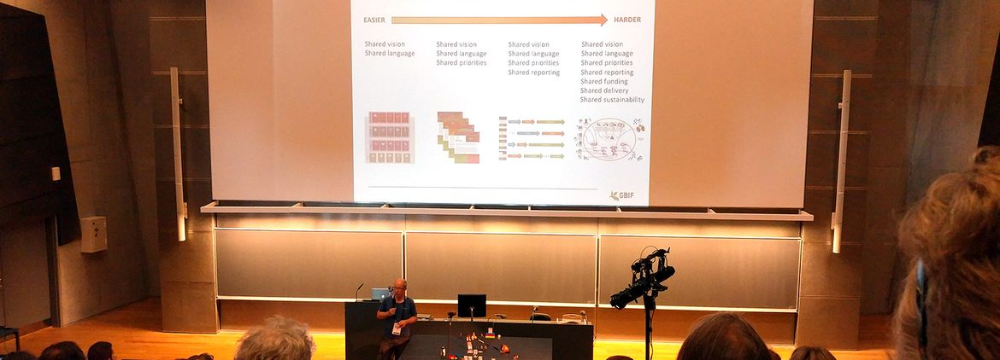 EASIER
HARDER
Shared vision
Shared language
Shared vision
Shared language
Shared priorities
Shared vision
Shared language
Shared priorities
Shared reporting
Shared vision
Shared language
Shared priorities
Shared reporting
Shared funding
Shared delivery
Shared sustainability
GBIF